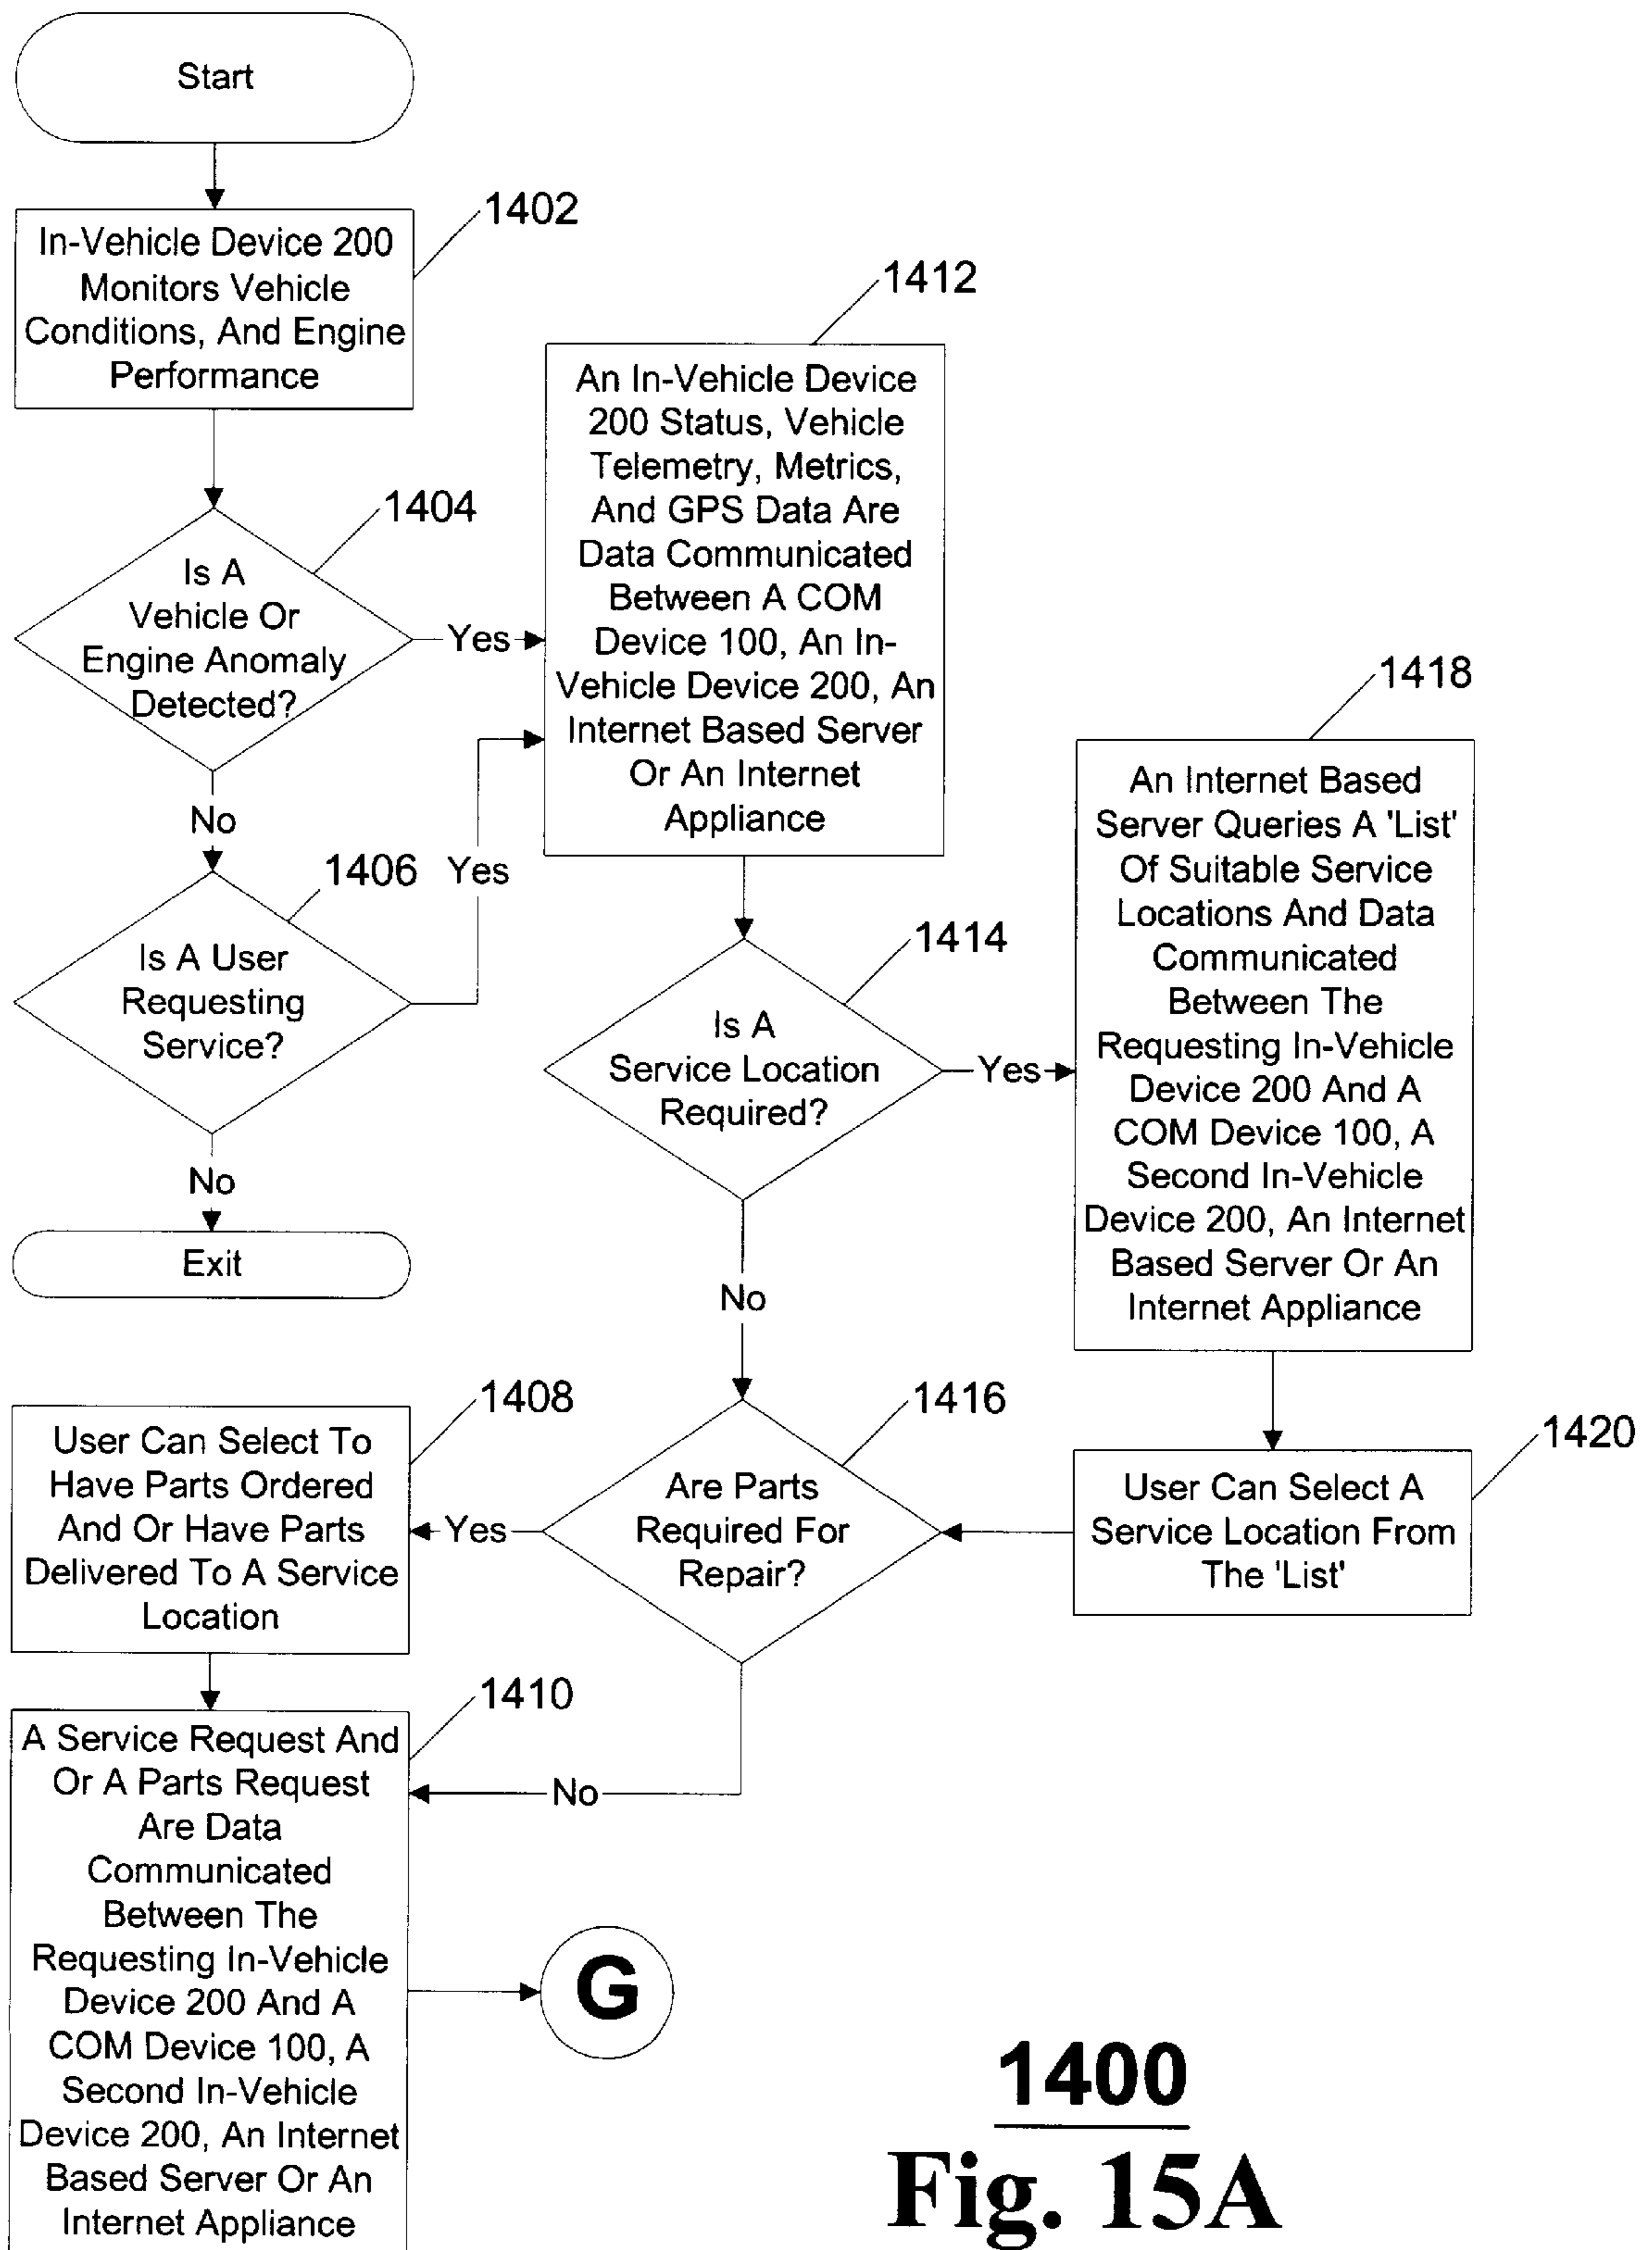 Start
1402
In-Vehicle Device 200
Monitors Vehicle
Conditions, And Engine
Performance
1404
Is A
Vehicle Or
Engine Anomaly
Detected?
Yes
No
1406
Is A User
Requesting
Service?
Yes
No
Exit
1412
An In-Vehicle Device
200 Status, Vehicle
Telemetry, Metrics,
And GPS Data Are
Data Communicated
Between A COM
Device 100, An In-
Vehicle Device 200, An
Internet Based Server
Or An Internet
Appliance
1414
Is A
Service Location
Required?
Yes
No
1418
An Internet Based
Server Queries A 'List'
Of Suitable Service
Locations And Data
Communicated
Between The
Requesting In-Vehicle
Device 200 And A
COM Device 100, A
Second In-Vehicle
Device 200, An Internet
Based Server Or An
Internet Appliance
1420
User Can Select A
Service Location From
The 'List'
1416
Are Parts
Required For
Repair?
Yes
No
1408
User Can Select To
Have Parts Ordered
And Or Have Parts
Delivered To A Service
Location
1410
A Service Request And
Or A Parts Request
Are Data
Communicated
Between The
Requesting In-Vehicle
Device 200 And A
COM Device 100, A
Second In-Vehicle
Device 200, An Internet
Based Server Or An
Internet Appliance
G
1400
Fig. 15A